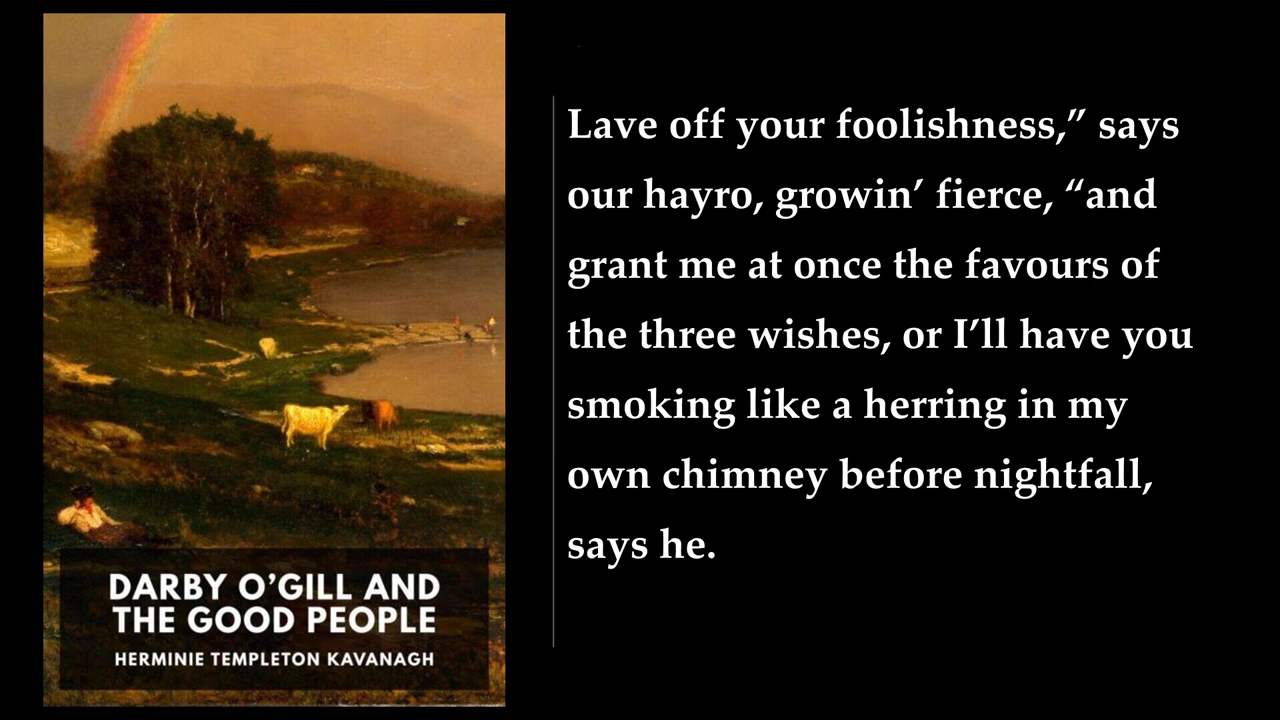 DARBY O’GILL AND
THE GOOD PEOPLE
HERMINIE TEMPLETON KAVANAGH
Lave off your foolishness,” says
our hayro, growin’ fierce, “and
grant me at once the favours of
the three wishes, or I’ll have you
smoking like a herring in my
own chimney before nightfall,
says he.